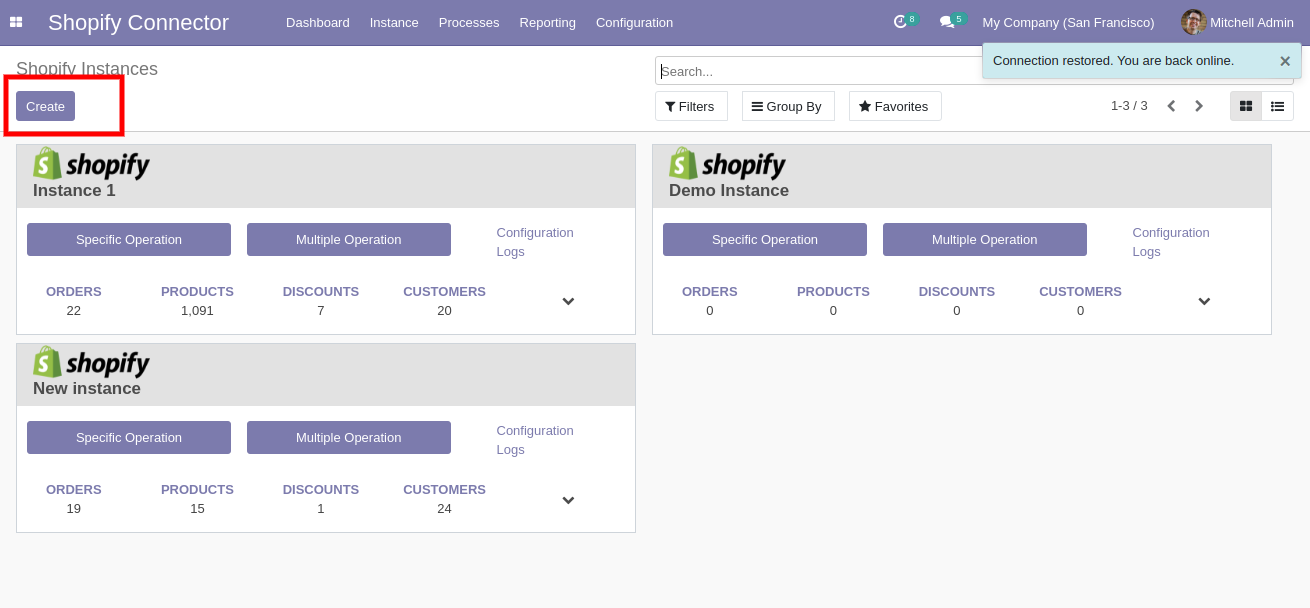 Shopify Connector Dashboard Instance Processes Reporting Configuration 8 5 My Company (San Francisco) Mitchell Admin
Connection restored. You are back online. ×
Shopify Instances
Search...
Create
Filters Group By Favorites 1-3 / 3
shopify
Instance 1
Specific Operation Multiple Operation Configuration
Logs
ORDERS PRODUCTS DISCOUNTS CUSTOMERS
22 1,091 7 20
shopify
Demo Instance
Specific Operation Multiple Operation Configuration
Logs
ORDERS PRODUCTS DISCOUNTS CUSTOMERS
0 0 0 0
shopify
New instance
Specific Operation Multiple Operation Configuration
Logs
ORDERS PRODUCTS DISCOUNTS CUSTOMERS
19 15 1 24